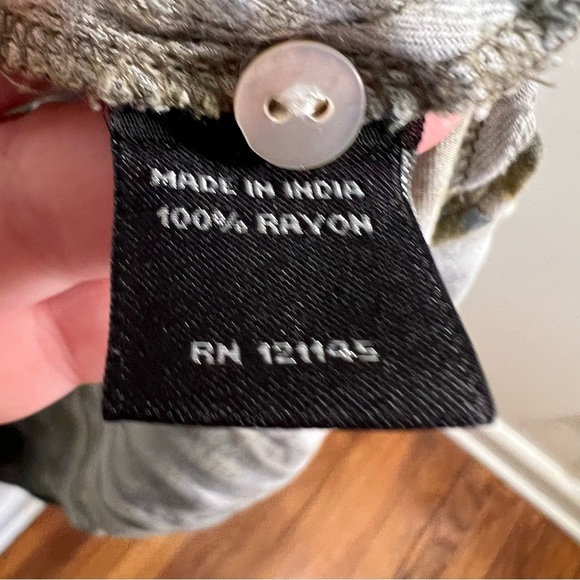 MADE IN INDIA
100% RAYON
RN 121145